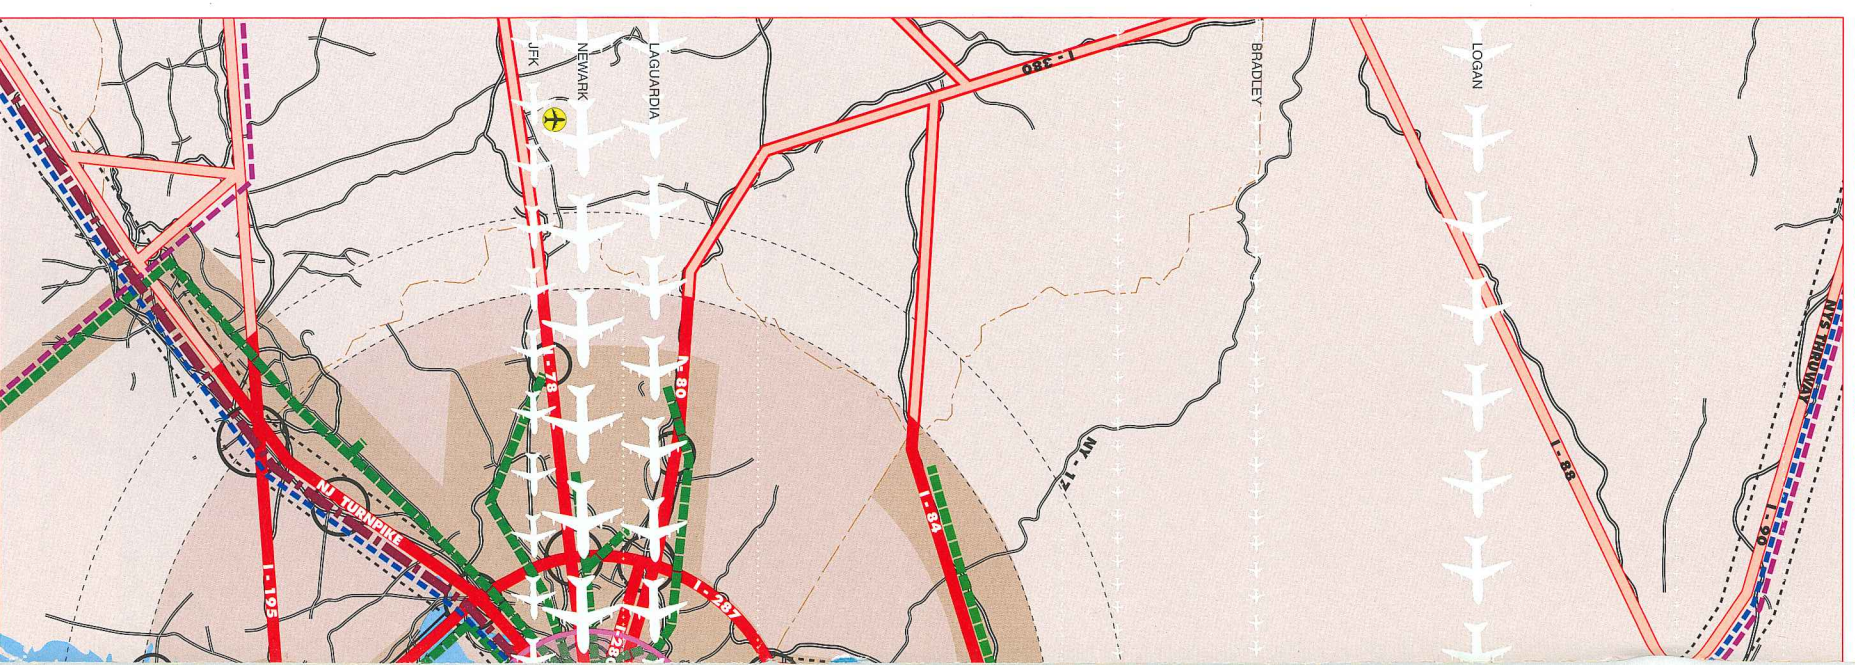 JFK
NEWARK
LAGUARDIA
I - 380
BRADLEY
LOGAN
NYS THRUWAY
I - 78
I - 80
NY - 17
I - 88
I - 84
NJ TURNPIKE
I - 90
I - 195
I - 287
I-280